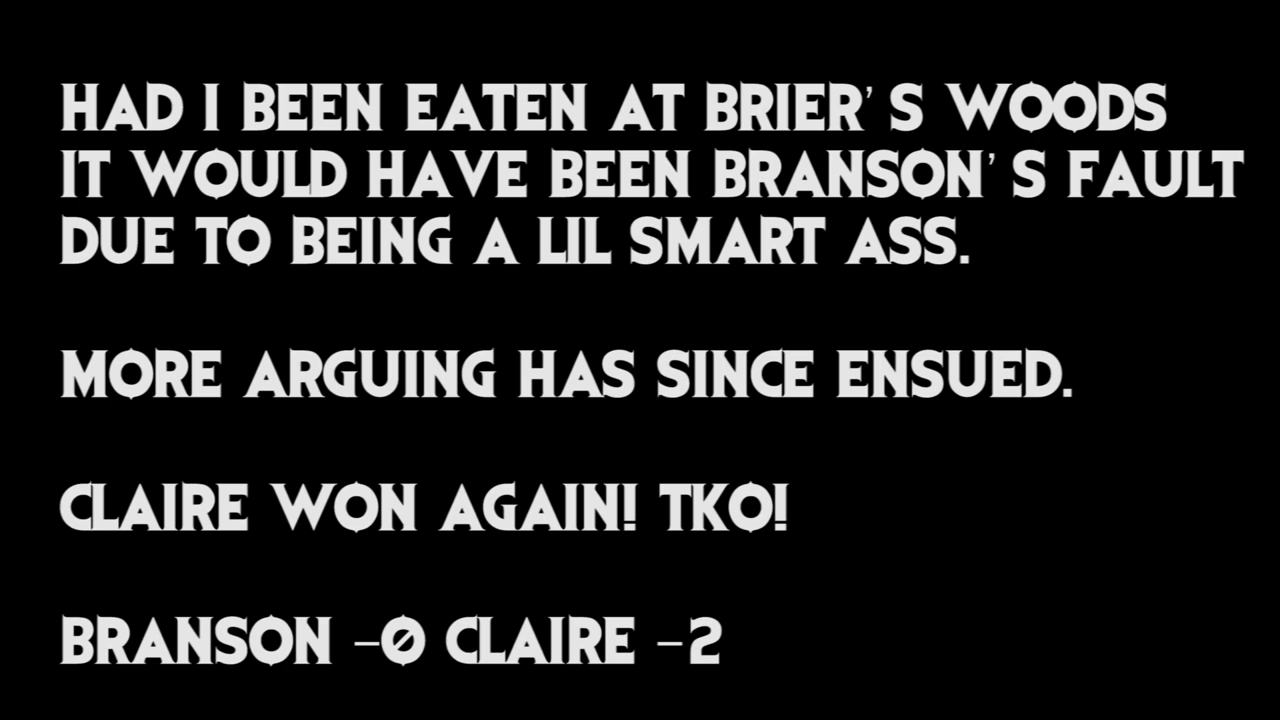 HAD I BEEN EATEN AT BRIER'S WOODS
IT WOULD HAVE BEEN BRANSON'S FAULT
DUE TO BEING A LIL SMART ASS.
MORE ARGUING HAS SINCE ENSUED.
CLAIRE WON AGAIN! TKO!
BRANSON -0 CLAIRE -2